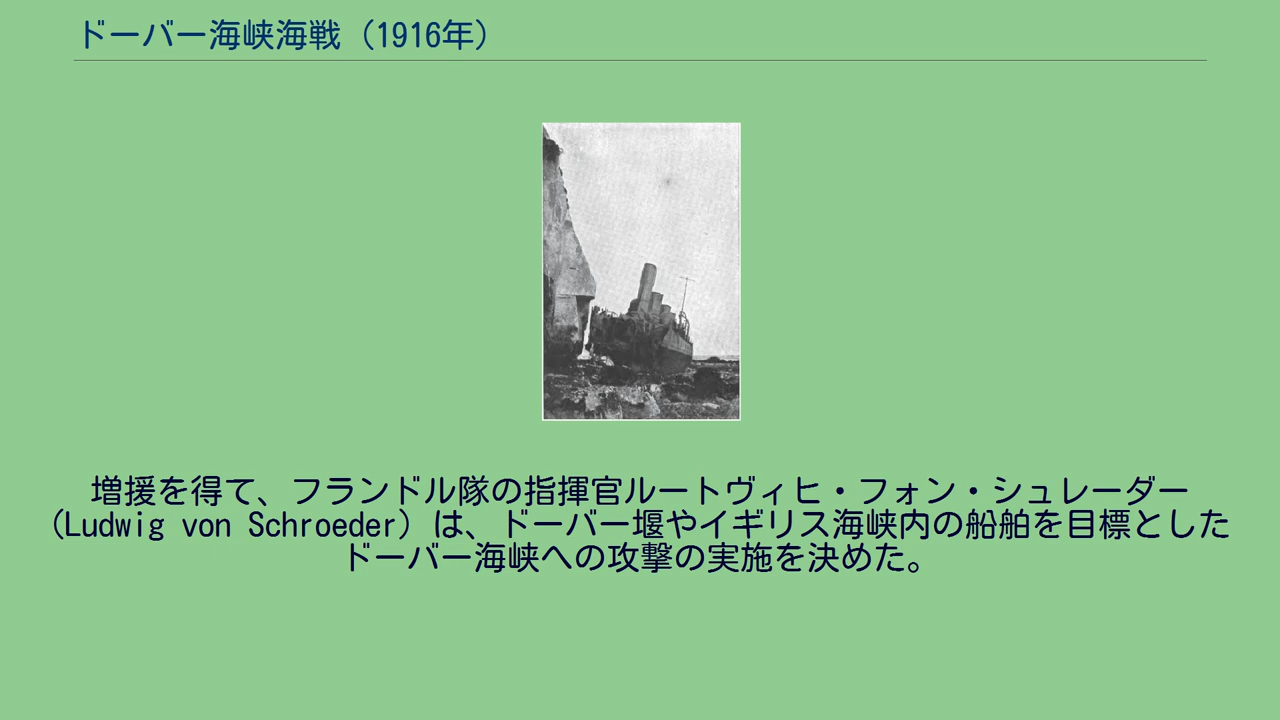 ドーバー海峡海戦（1916年）
増援を得て、フランドル隊の指揮官ルートヴィヒ・フォン・シュレーダー
（Ludwig von Schroeder）は、ドーバー堰やイギリス海峡内の船舶を目標とした
ドーバー海峡への攻撃の実施を決めた。